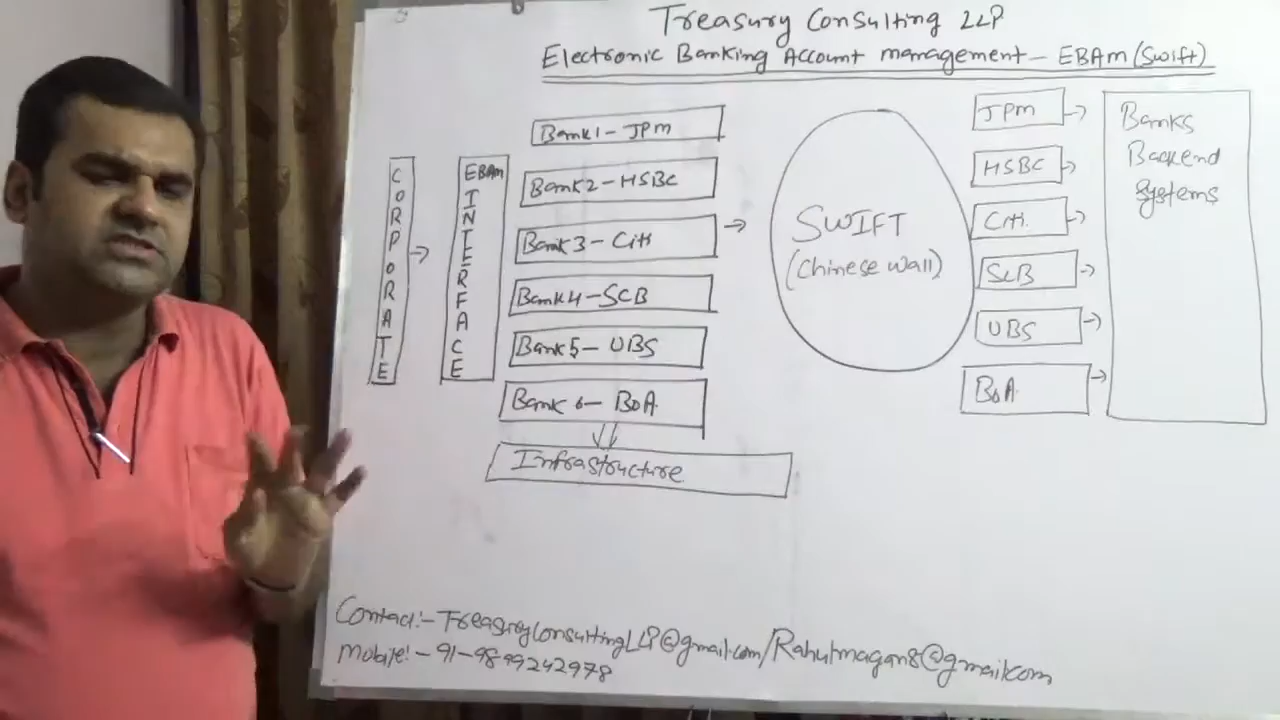 Treasury Consulting LLP
Electronic Banking Account management - EBAm (Swift)
CORPORATE
EBAm INTERFACE
Bank1 - JPm
Bank2 - HSBC
Bank3 - Citi
Bank4 - SCB
Bank5 - UBS
Bank 6 - BoA
Infrastructure
SWIFT
(Chinese wall)
JPm
HSBC
Citi
SCB
UBS
BoA
Banks
Backend
Systems
Contact:- TreasuryConsultingLLP@gmail.com/Rahulmagan8@gmail.com
Mobile:- 91-9899242978